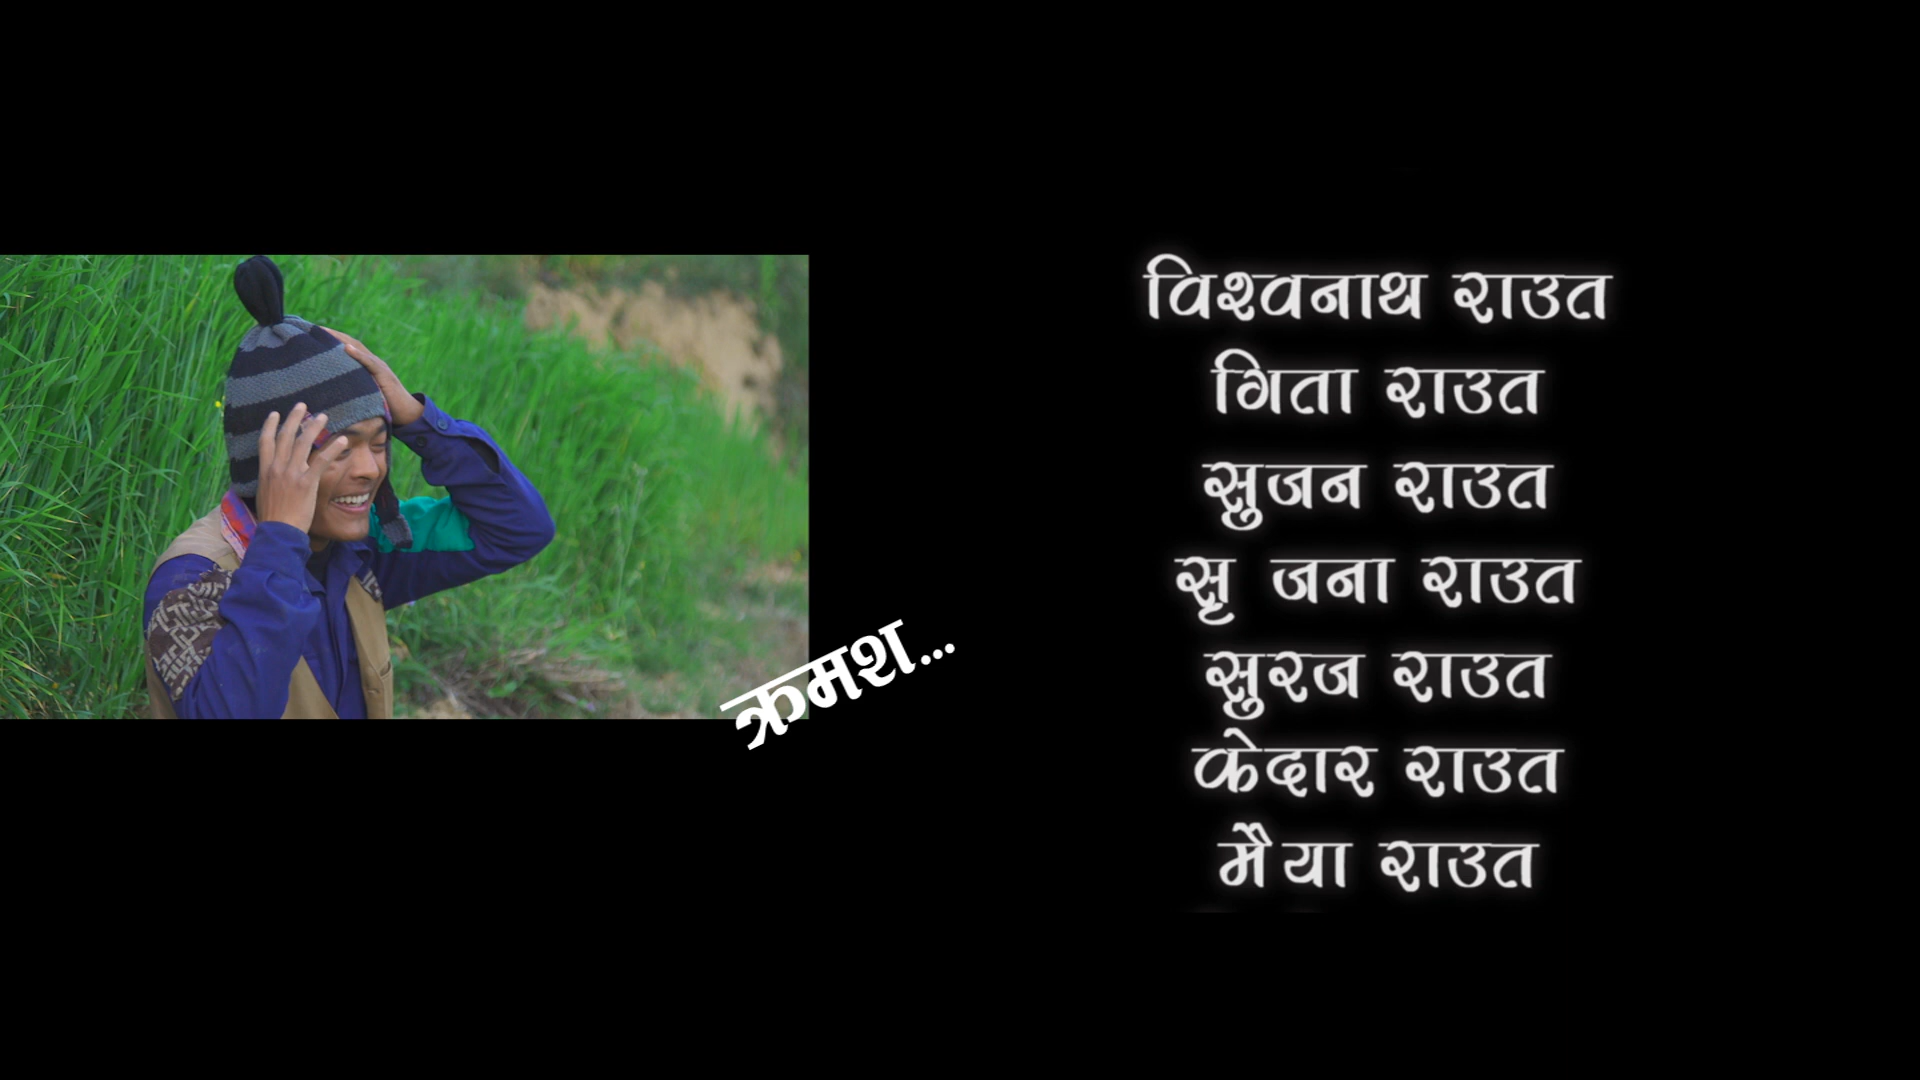 क्रमश...
विश्वनाथ राउत
गिता राउत
सुजन राउत
सृ जना राउत
सुरज राउत
केदार राउत
मैया राउत